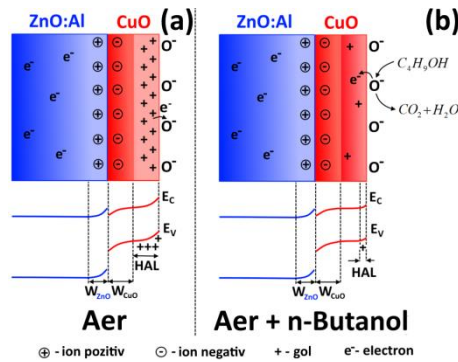 ZnO:Al CuO (a)
O⁻
e⁻ ⊕ ⊖ + + +
e⁻ O⁻
e⁻
O⁻
e⁻
e⁻ O⁻
E_C
E_V
+++ +
HAL
W_ZnO W_CuO
Aer
ZnO:Al CuO (b)
O⁻
e⁻ ⊕ ⊖ + C₄H₉OH
e⁻ e⁻ O⁻
e⁻ + CO₂+H₂O
O⁻
e⁻
e⁻ + O⁻
E_C
E_V
+
HAL
W_ZnO W_CuO
Aer + n-Butanol
⊕ - ion pozitiv ⊖ - ion negativ + - gol e⁻- electron